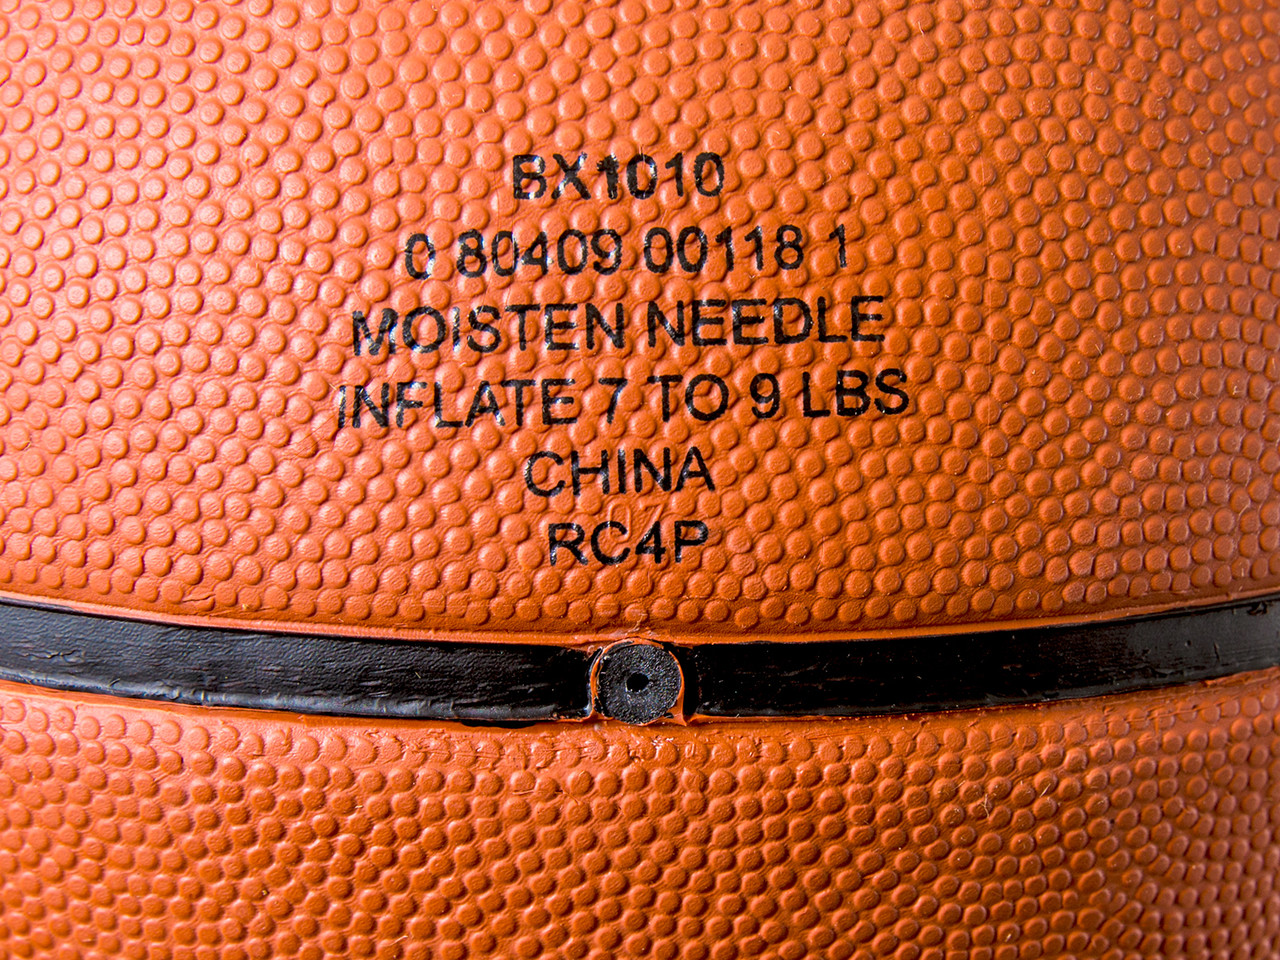 BX1010
0 80409 00118 1
MOISTEN NEEDLE
INFLATE 7 TO 9 LBS
CHINA
RC4P